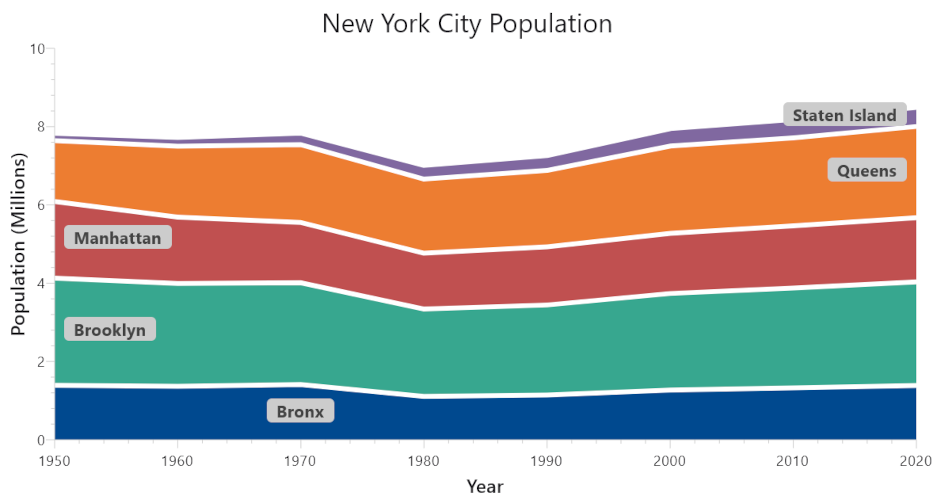 New York City Population
10
8
6
4
2
0
Population (Millions)
Staten Island
Queens
Manhattan
Brooklyn
Bronx
1950 1960 1970 1980 1990 2000 2010 2020
Year